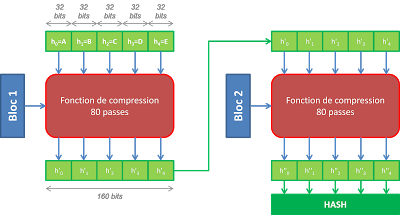 32 bits 32 bits 32 bits 32 bits 32 bits
h₀=A h₁=B h₂=C h₃=D h₄=E
h'₀ h'₁ h'₂ h'₃ h'₄
Bloc 1
Fonction de compression
80 passes
Bloc 2
Fonction de compression
80 passes
h'₀ h'₁ h'₂ h'₃ h'₄
160 bits
h''₀ h''₁ h''₂ h''₃ h''₄
HASH